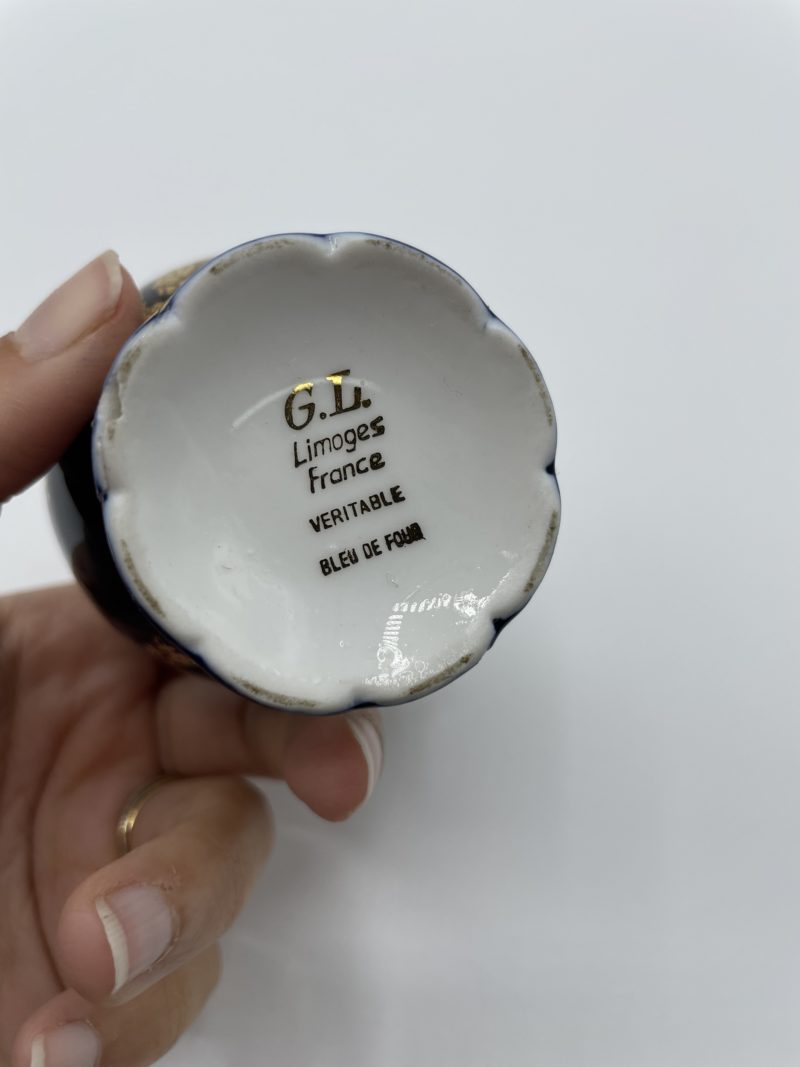 G.L.
Limoges
France
VERITABLE
BLEU DE FOUR